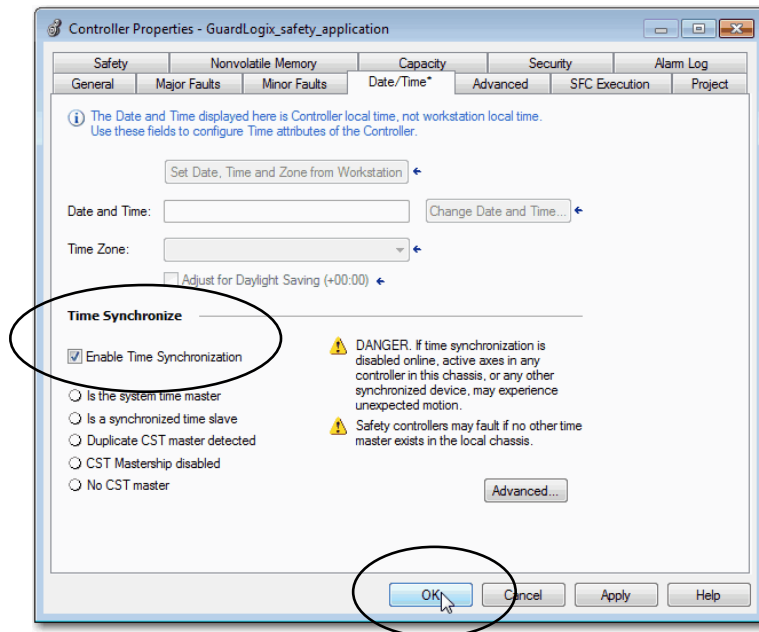 Controller Properties - GuardLogix_safety_application
Safety Nonvolatile Memory Capacity Security Alarm Log
General Major Faults Minor Faults Date/Time* Advanced SFC Execution Project
The Date and Time displayed here is Controller local time, not workstation local time.
Use these fields to configure Time attributes of the Controller.
Set Date, Time and Zone from Workstation
Date and Time: Change Date and Time...
Time Zone:
Adjust for Daylight Saving (+00:00)
Time Synchronize
Enable Time Synchronization
Is the system time master
Is a synchronized time slave
Duplicate CST master detected
CST Mastership disabled
No CST master
DANGER. If time synchronization is
disabled online, active axes in any
controller in this chassis, or any other
synchronized device, may experience
unexpected motion.
Safety controllers may fault if no other time
master exists in the local chassis.
Advanced...
OK Cancel Apply Help